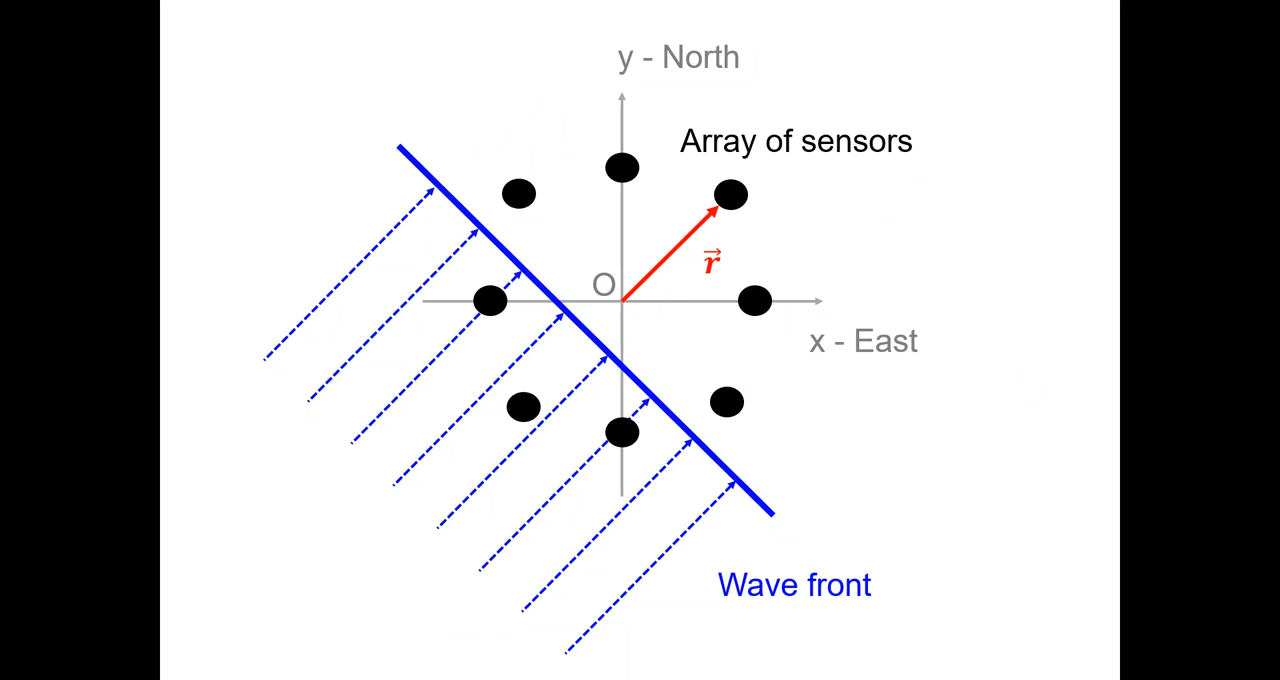 y - North
Array of sensors
O
r⃗
x - East
Wave front